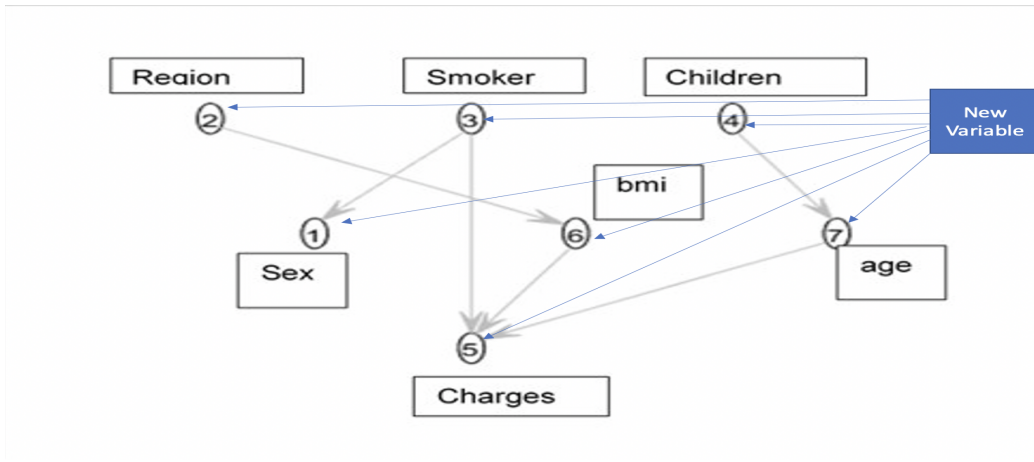 Region
Smoker
Children
2
3
4
New
Variable
bmi
1
6
7
Sex
age
5
Charges